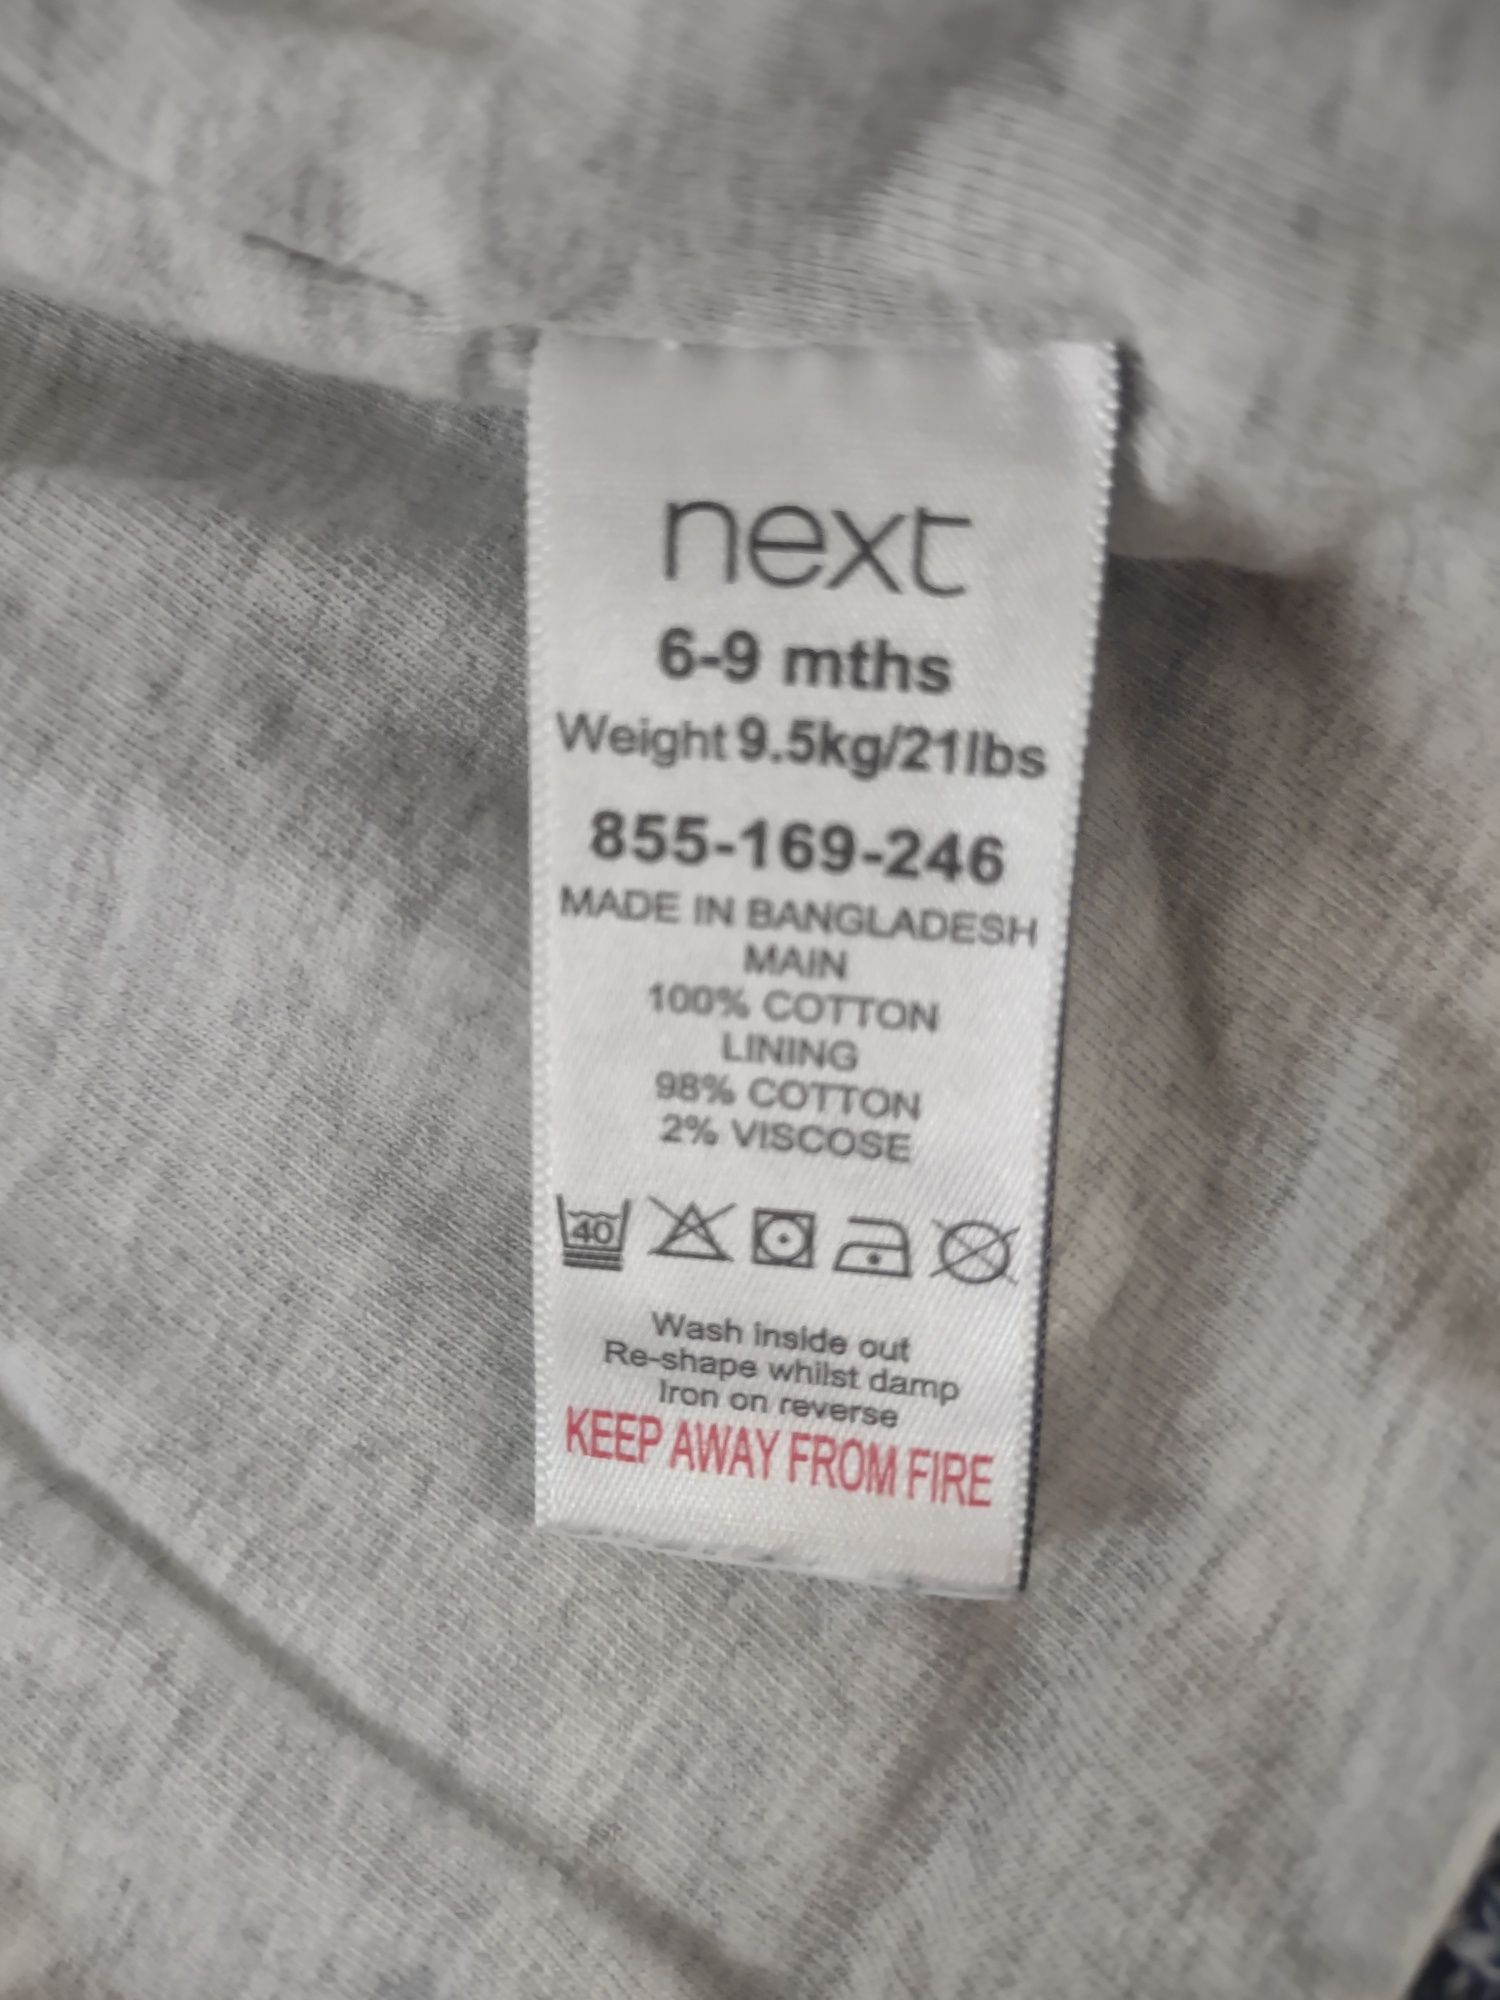 next
6-9 mths
Weight 9.5kg/21lbs
855-169-246
MADE IN BANGLADESH
MAIN
100% COTTON
LINING
98% COTTON
2% VISCOSE
40
Wash inside out
Re-shape whilst damp
Iron on reverse
KEEP AWAY FROM FIRE